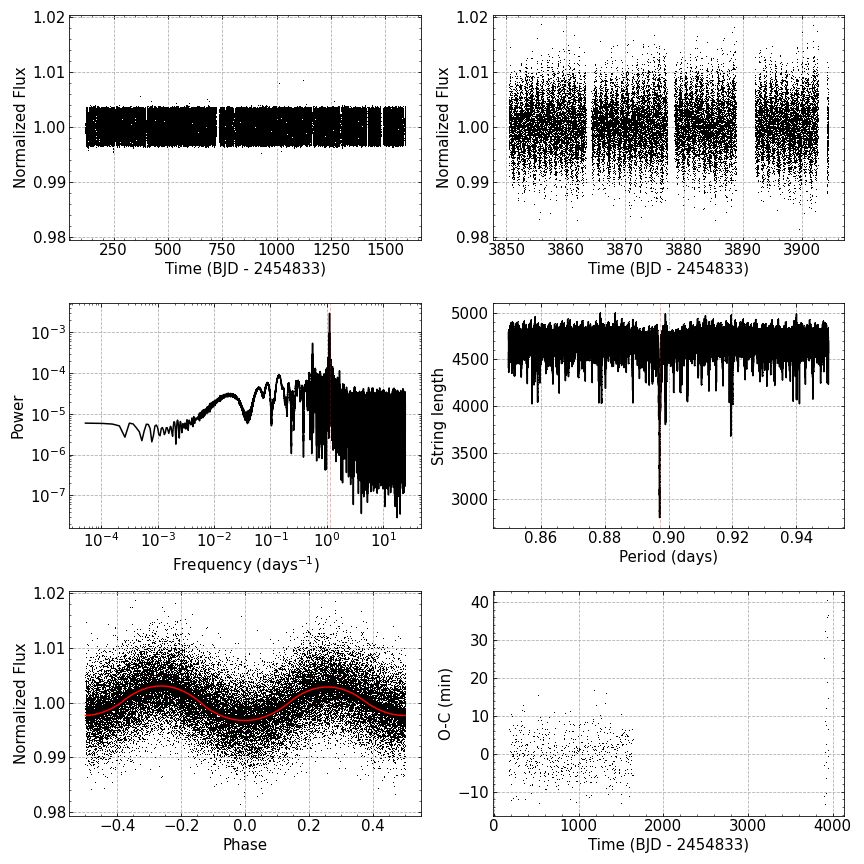 1.02
1.01
1.00
0.99
0.98
Normalized Flux
250 500 750 1000 1250 1500
Time (BJD - 2454833)
1.02
1.01
1.00
0.99
0.98
Normalized Flux
3850 3860 3870 3880 3890 3900
Time (BJD - 2454833)
10⁻³
10⁻⁴
10⁻⁵
10⁻⁶
10⁻⁷
Power
10⁻⁴ 10⁻³ 10⁻² 10⁻¹ 10⁰ 10¹
Frequency (days⁻¹)
5000
4500
4000
3500
3000
String length
0.86 0.88 0.90 0.92 0.94
Period (days)
1.02
1.01
1.00
0.99
0.98
Normalized Flux
−0.4 −0.2 0.0 0.2 0.4
Phase
40
30
20
10
0
−10
O-C (min)
0 1000 2000 3000 4000
Time (BJD - 2454833)